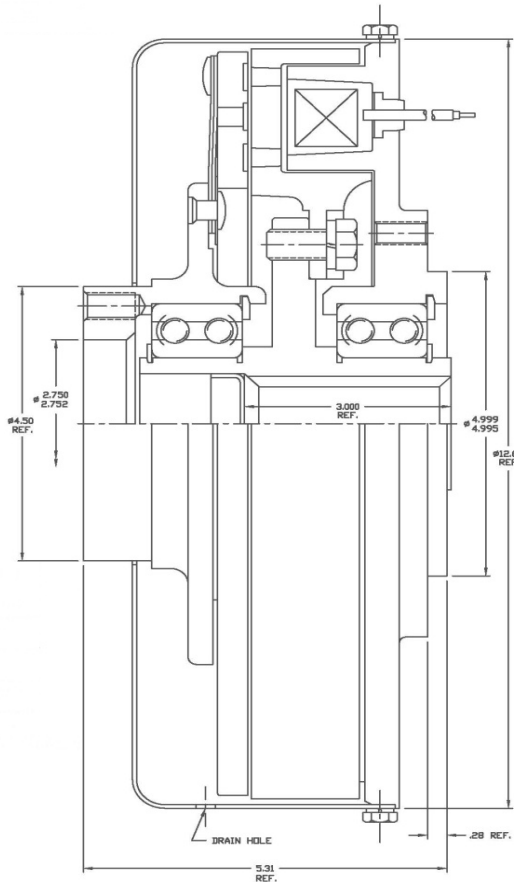 ø 2.750
2.752
ø4.50
REF.
3.000
REF.
ø 4.999
4.995
REF
DRAIN HOLE
.28 REF.
5.31
REF.